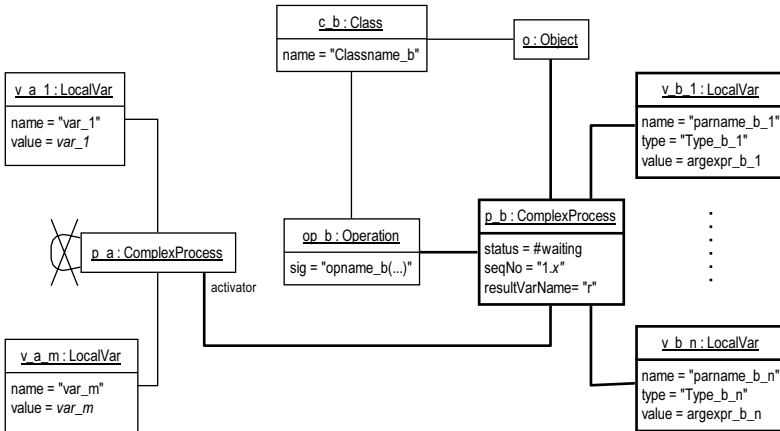 c_b : Class
name = "Classname_b"
o : Object
v_a_1 : LocalVar
name = "var_1"
value = var_1
v_b_1 : LocalVar
name = "parname_b_1"
type = "Type_b_1"
value = argexpr_b_1
p_a : ComplexProcess
activator
op_b : Operation
sig = "opname_b(...)"
p_b : ComplexProcess
status = #waiting
seqNo = "1.x"
resultVarName= "r"
v_a_m : LocalVar
name = "var_m"
value = var_m
v_b_n : LocalVar
name = "parname_b_n"
type = "Type_b_n"
value = argexpr_b_n